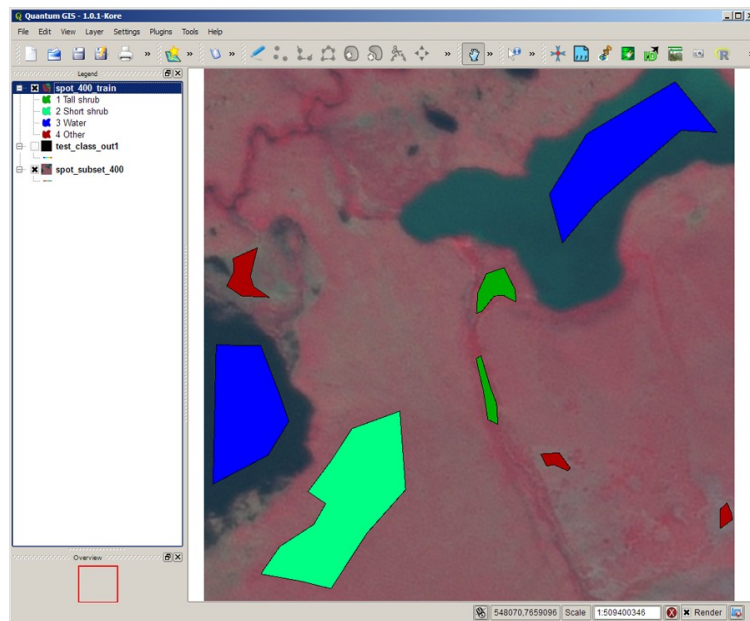 Quantum GIS - 1.0.1-Kore
File Edit View Layer Settings Plugins Tools Help
Legend
spot_400_train
1 Tall shrub
2 Short shrub
3 Water
4 Other
test_class_out1
spot_subset_400
Overview
548070,7659096 Scale 1:509400346 Render